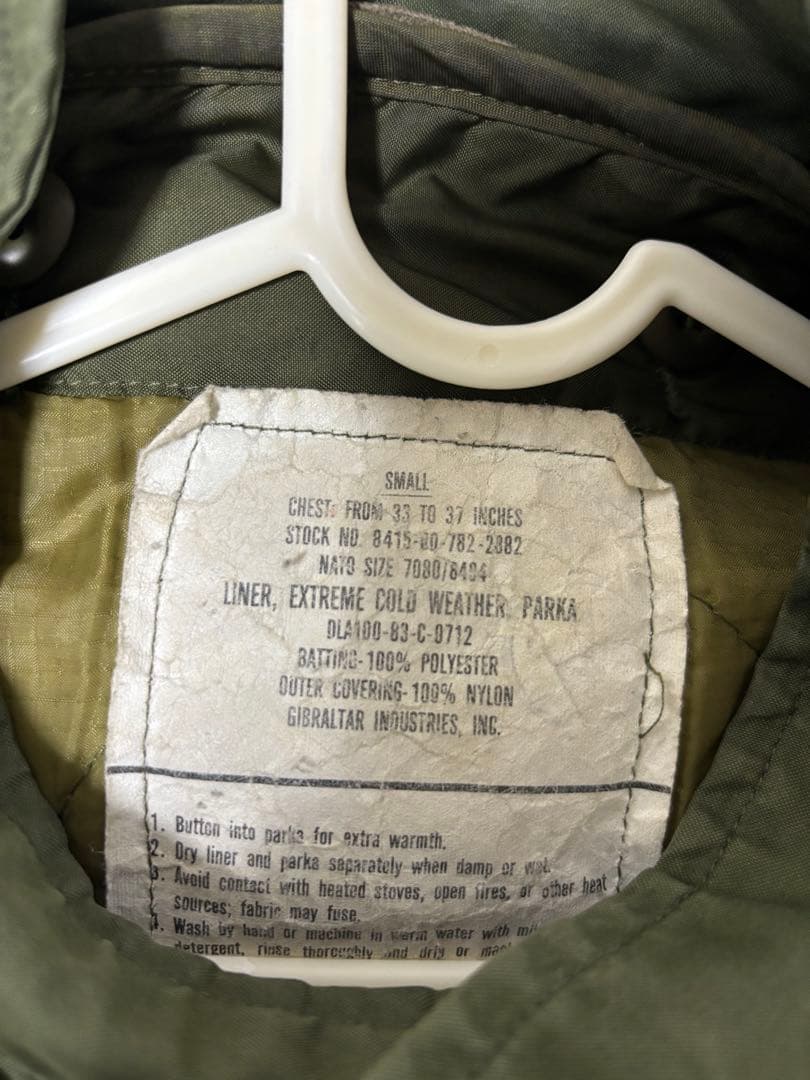 SMALL
CHEST: FROM 33 TO 37 INCHES
STOCK NO. 8415-00-782-2882
NATO SIZE 7080/8494
LINER, EXTREME COLD WEATHER, PARKA
DLA100-83-C-0712
BATTING-100% POLYESTER
OUTER COVERING-100% NYLON
GIBRALTAR INDUSTRIES, INC.
1. Button into parka for extra warmth.
2. Dry liner and parka separately when damp or wet.
3. Avoid contact with heated stoves, open fires, or other heat
sources; fabric may fuse.
4. Wash by hand or machine in warm water with
detergent, rinse thoroughly and drip or